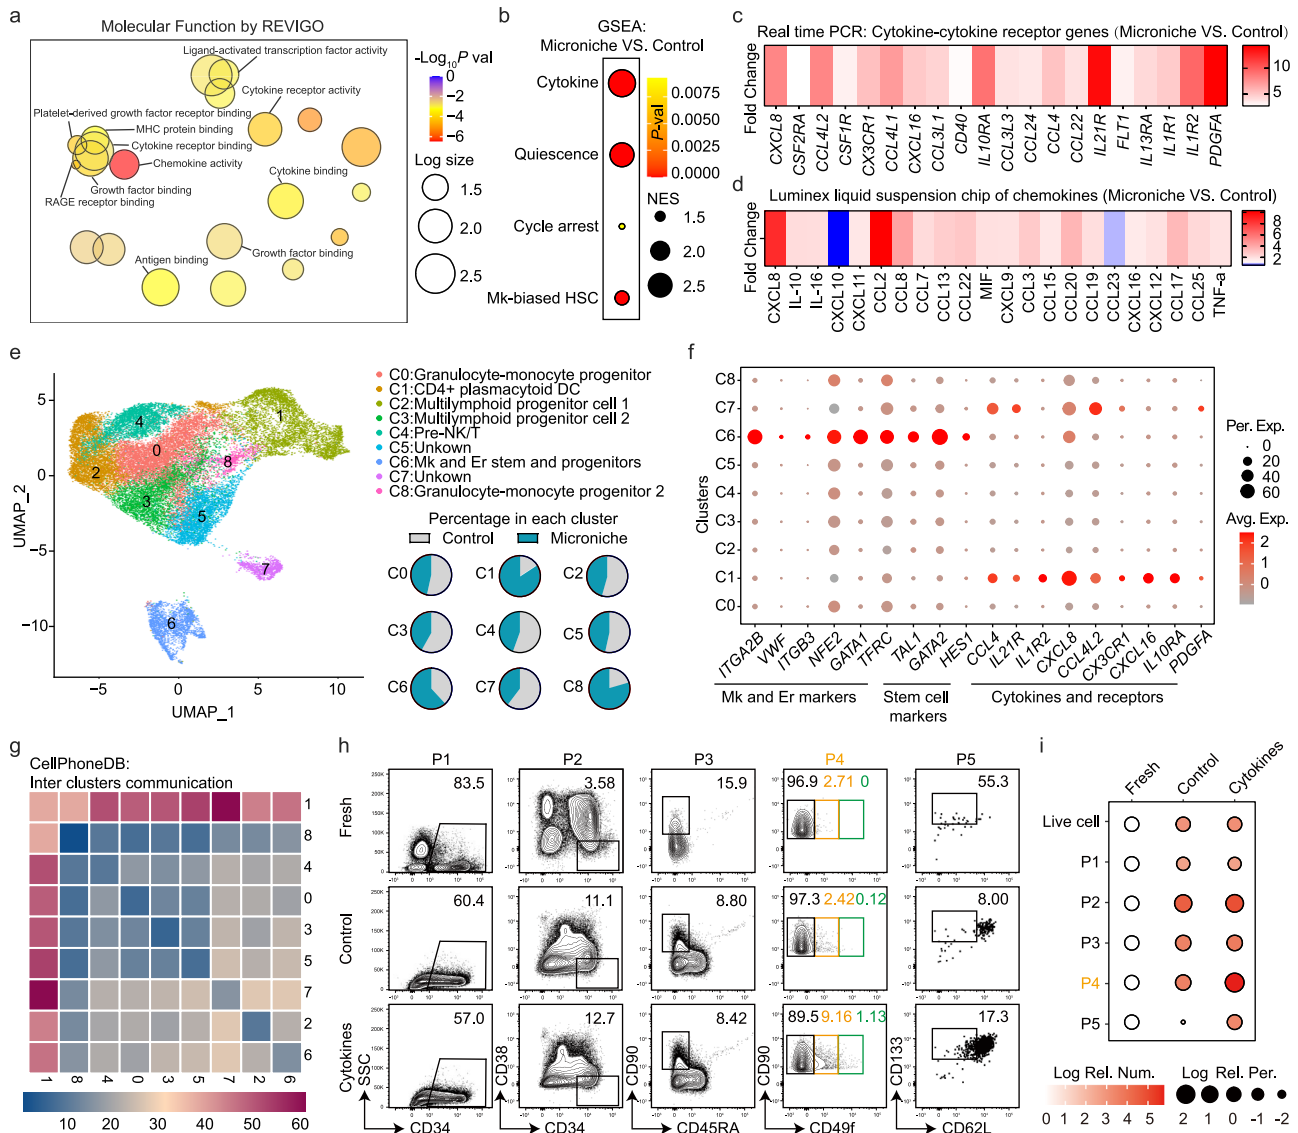 a
Molecular Function by REVIGO
Ligand-activated transcription factor activity
Platelet-derived growth factor receptor binding
Cytokine receptor activity
MHC protein binding
Cytokine receptor binding
Chemokine activity
Growth factor binding
RAGE receptor binding
Cytokine binding
Growth factor binding
Antigen binding
-Log10P val
0
−2
−4
−6
Log size
1.5
2.0
2.5
b
GSEA:
Microniche VS. Control
Cytokine
Quiescence
Cycle arrest
Mk-biased HSC
P-val
0.0075
0.0050
0.0025
0.0000
NES
1.5
2.0
2.5
c
Real time PCR: Cytokine-cytokine receptor genes (Microniche VS. Control)
Fold Change
CXCL8 CSF2RA CCL4L2 CSF1R CX3CR1 CCL4L1 CXCL16 CCL3L1 CD40 IL10RA CCL3L3 CCL24 CCL4 CCL22 IL21R FLT1 IL13RA IL1R1 IL1R2 PDGFA
10
5
d
Luminex liquid suspension chip of chemokines (Microniche VS. Control)
Fold Change
CXCL8 IL-10 IL-16 CXCL10 CXCL11 CCL2 CCL8 CCL7 CCL13 CCL22 MIF CXCL9 CCL3 CCL15 CCL20 CCL19 CCL23 CXCL16 CXCL12 CCL17 CCL25 TNF-a
10
8
6
4
2
e
UMAP_2
5
0
−5
−10
−5 0 5 10
UMAP_1
0 1 2 3 4 5 6 7 8
C0:Granulocyte-monocyte progenitor
C1:CD4+ plasmacytoid DC
C2:Multilymphoid progenitor cell 1
C3:Multilymphoid progenitor cell 2
C4:Pre-NK/T
C5:Unkown
C6:Mk and Er stem and progenitors
C7:Unknown
C8:Granulocyte-monocyte progenitor 2
Percentage in each cluster
Control Microniche
C0 C1 C2
C3 C4 C5
C6 C7 C8
f
Clusters
C8
C7
C6
C5
C4
C3
C2
C1
C0
ITGA2B VWF ITGB3 NFE2 GATA1 TFRC TAL1 GATA2 HES1 CCL4 IL21R IL1R2 CXCL8 CCL4L2 CX3CR1 CXCL16 IL10RA PDGFA
Mk and Er markers
Stem cell
markers
Cytokines and receptors
Per. Exp.
0
20
40
60
Avg. Exp.
2
1
0
g
CellPhoneDB:
Inter clusters communication
1
8
4
0
3
5
7
2
6
1 8 4 0 3 5 7 2 6
10 20 30 40 50 60
h
P1 P2 P3 P4 P5
Fresh
83.5 3.58 15.9 96.9 2.71 0 55.3
Control
60.4 11.1 8.80 97.3 2.42 0.12 8.00
Cytokines
57.0 12.7 8.42 89.5 9.16 1.13 17.3
SSC CD38 CD90 CD90 CD133
CD34 CD34 CD45RA CD49f CD62L
i
Fresh Control Cytokines
Live cell
P1
P2
P3
P4
P5
Log Rel. Num.
0 1 2 3 4 5
Log Rel. Per.
2 1 0 -1 -2